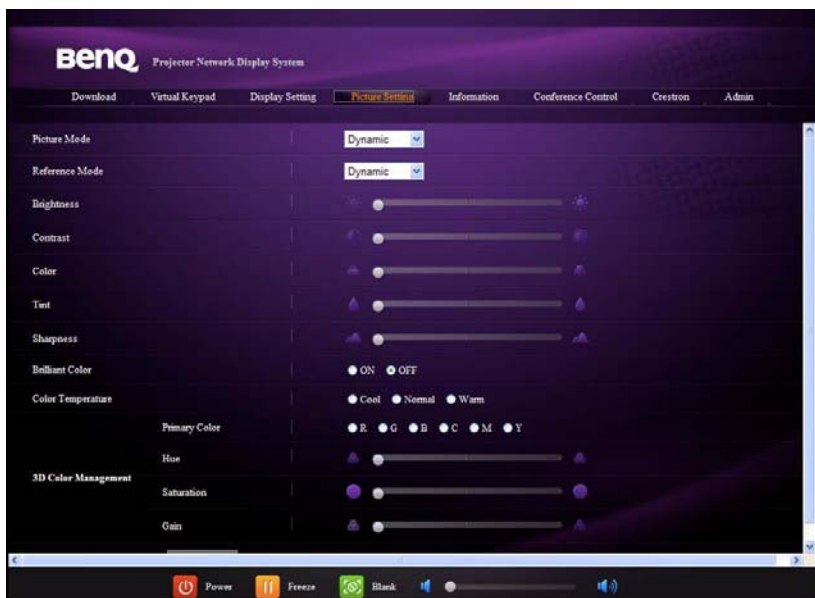 BenQ Projector Network Display System
Download Virtual Keypad Display Setting Picture Setting Information Conference Control Crestron Admin
Picture Mode Dynamic
Reference Mode Dynamic
Brightness
Contrast
Color
Tint
Sharpness
Brilliant Color ON OFF
Color Temperature Cool Normal Warm
Primary Color R G B C M Y
Hue
3D Color Management
Saturation
Gain
Power Freeze Blank